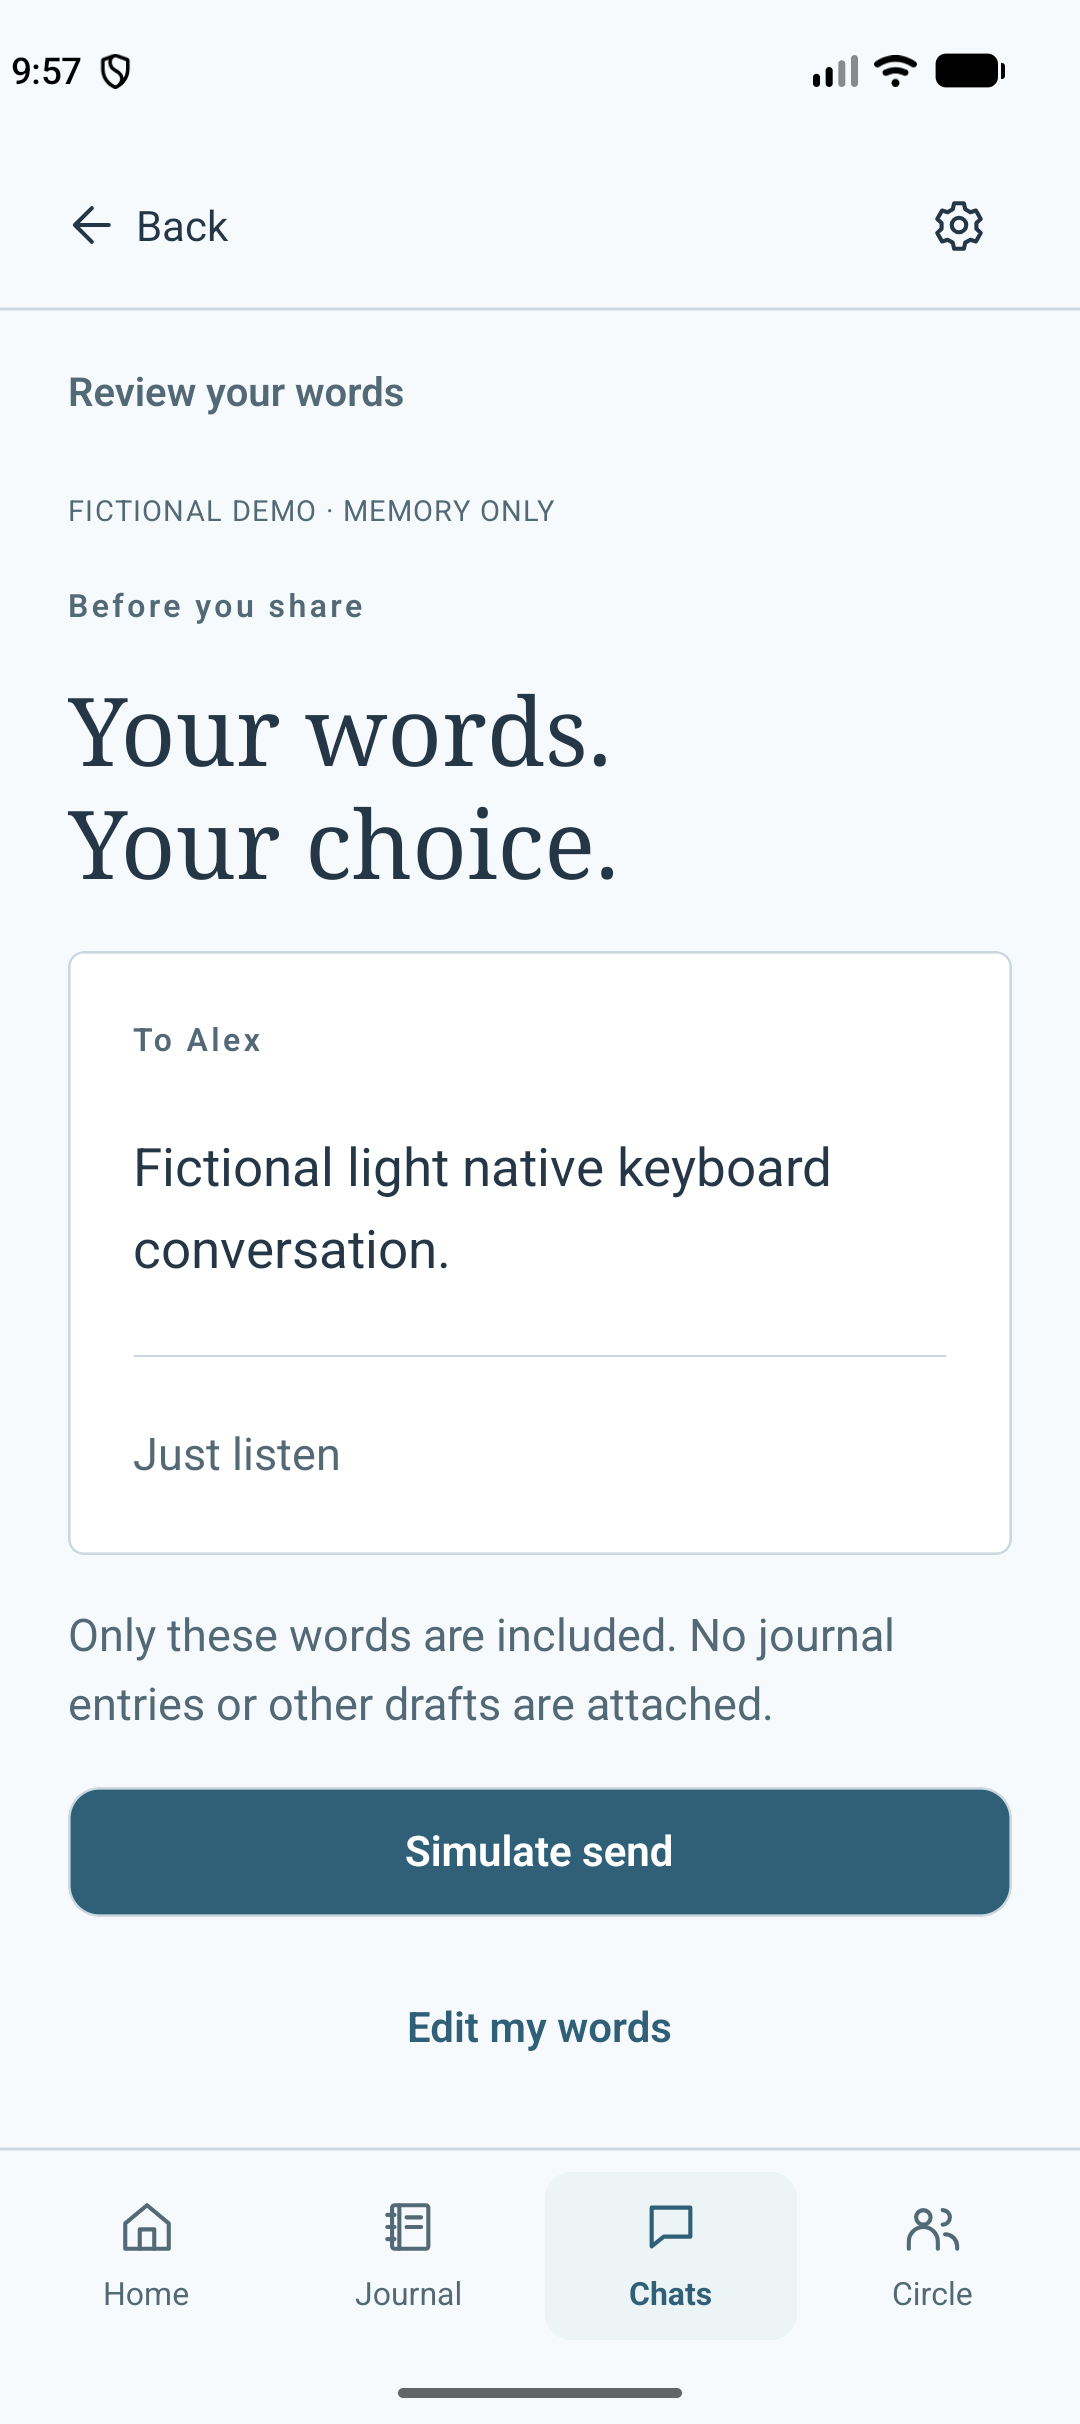 9:57
Back
Review your words
FICTIONAL DEMO · MEMORY ONLY
Before you share
Your words.
Your choice.
To Alex
Fictional light native keyboard
conversation.
Just listen
Only these words are included. No journal
entries or other drafts are attached.
Simulate send
Edit my words
Home
Journal
Chats
Circle